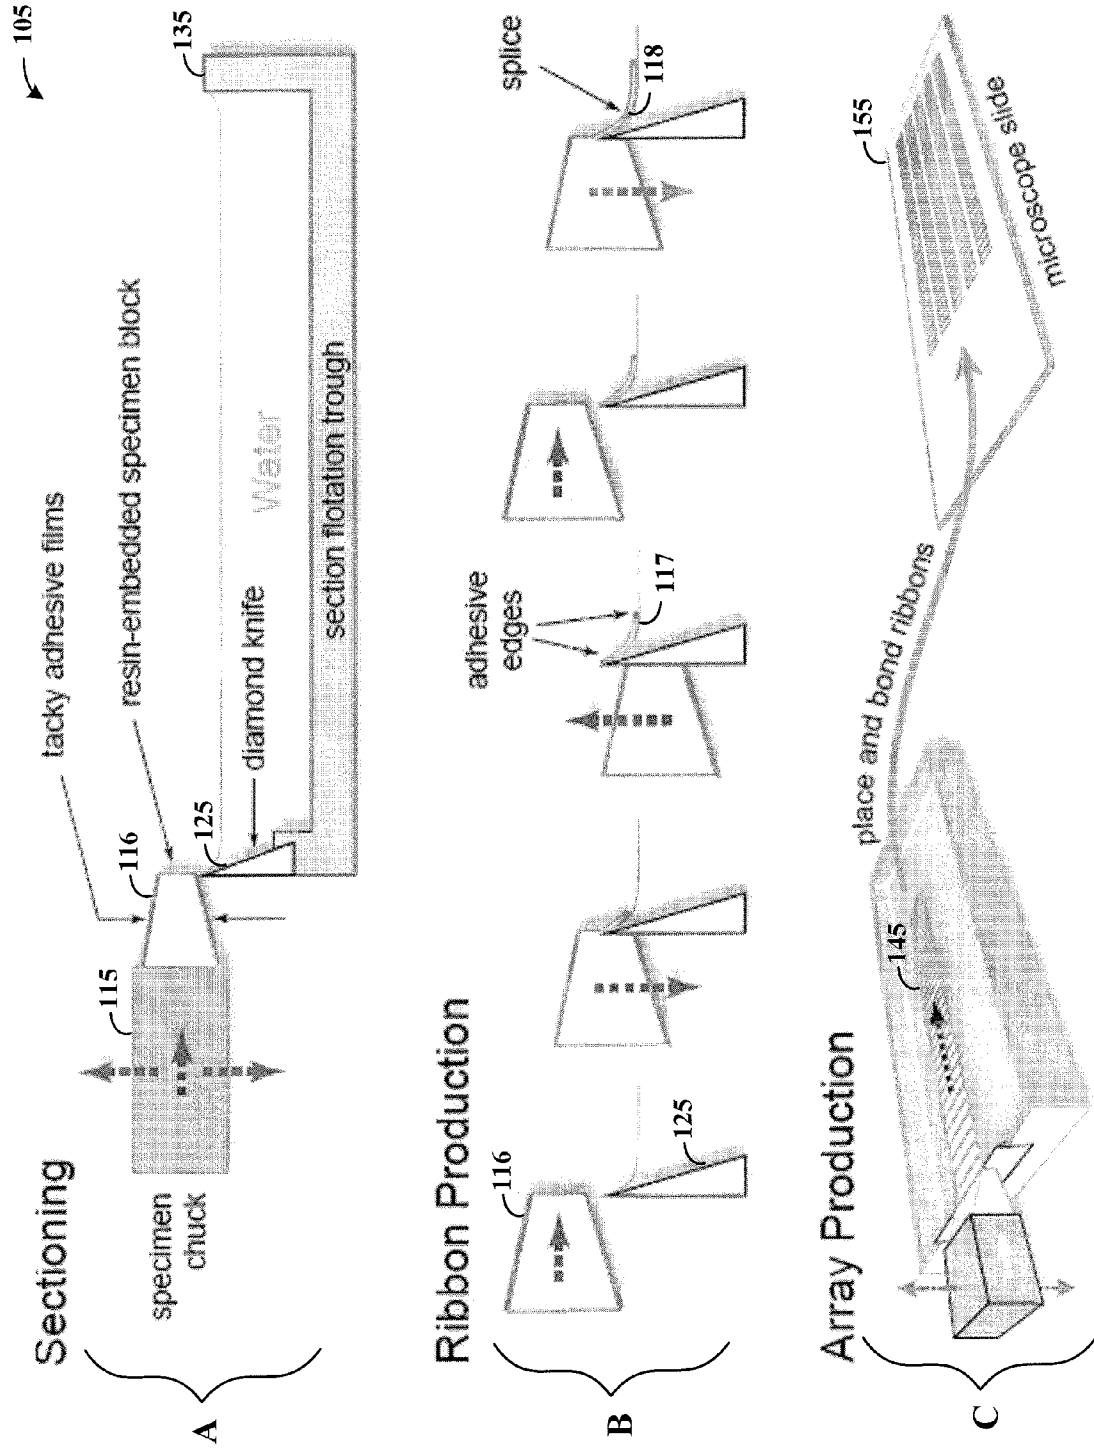 105
A
Sectioning
specimen
chuck
115
tacky adhesive films
116
resin-embedded specimen block
125
diamond knife
Water
section flotation trough
135
B
Ribbon Production
116
125
adhesive
edges
117
splice
118
C
Array Production
145
place and bond ribbons
155
microscope slide